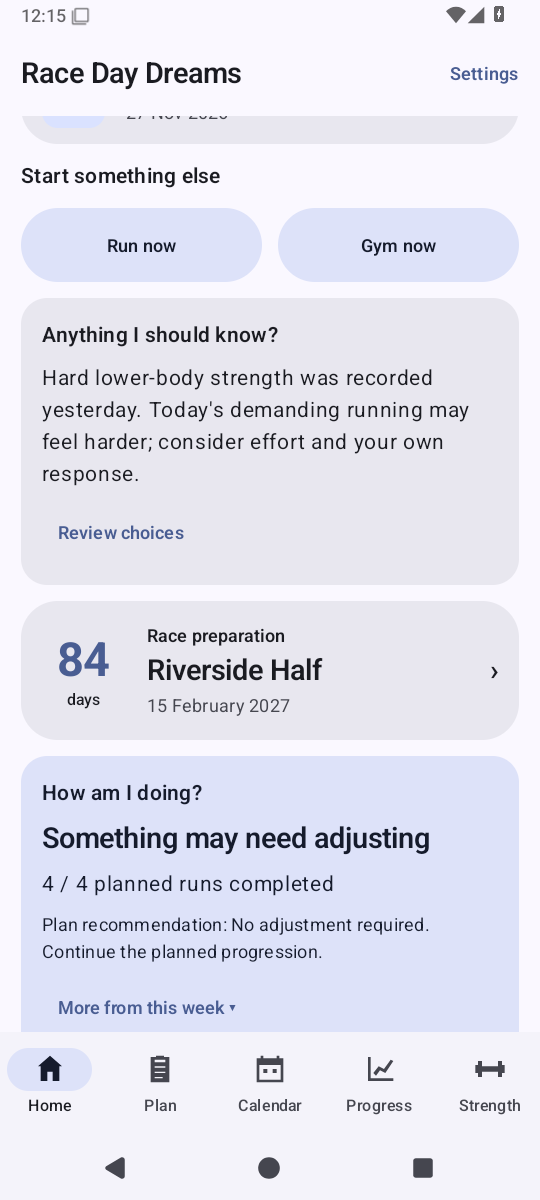 12:15
Race Day Dreams
Settings
27 Nov 2026
Start something else
Run now
Gym now
Anything I should know?
Hard lower-body strength was recorded
yesterday. Today's demanding running may
feel harder; consider effort and your own
response.
Review choices
84
days
Race preparation
Riverside Half
15 February 2027
How am I doing?
Something may need adjusting
4 / 4 planned runs completed
Plan recommendation: No adjustment required.
Continue the planned progression.
More from this week ▾
Home
Plan
Calendar
Progress
Strength